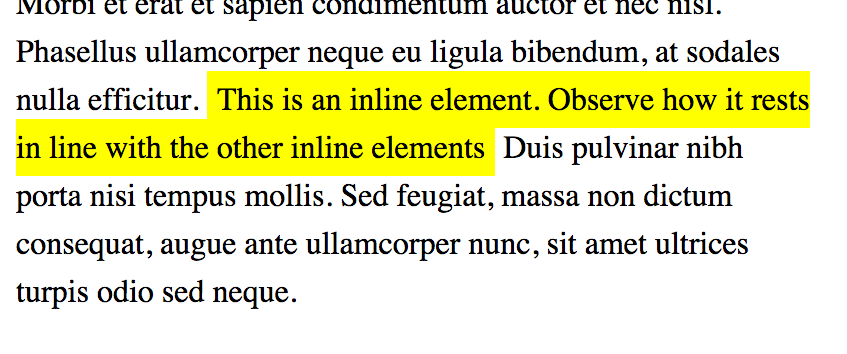 Morbi et erat et sapien condimentum auctor et nec nisl.
Phasellus ullamcorper neque eu ligula bibendum, at sodales
nulla efficitur. This is an inline element. Observe how it rests
in line with the other inline elements Duis pulvinar nibh
porta nisi tempus mollis. Sed feugiat, massa non dictum
consequat, augue ante ullamcorper nunc, sit amet ultrices
turpis odio sed neque.